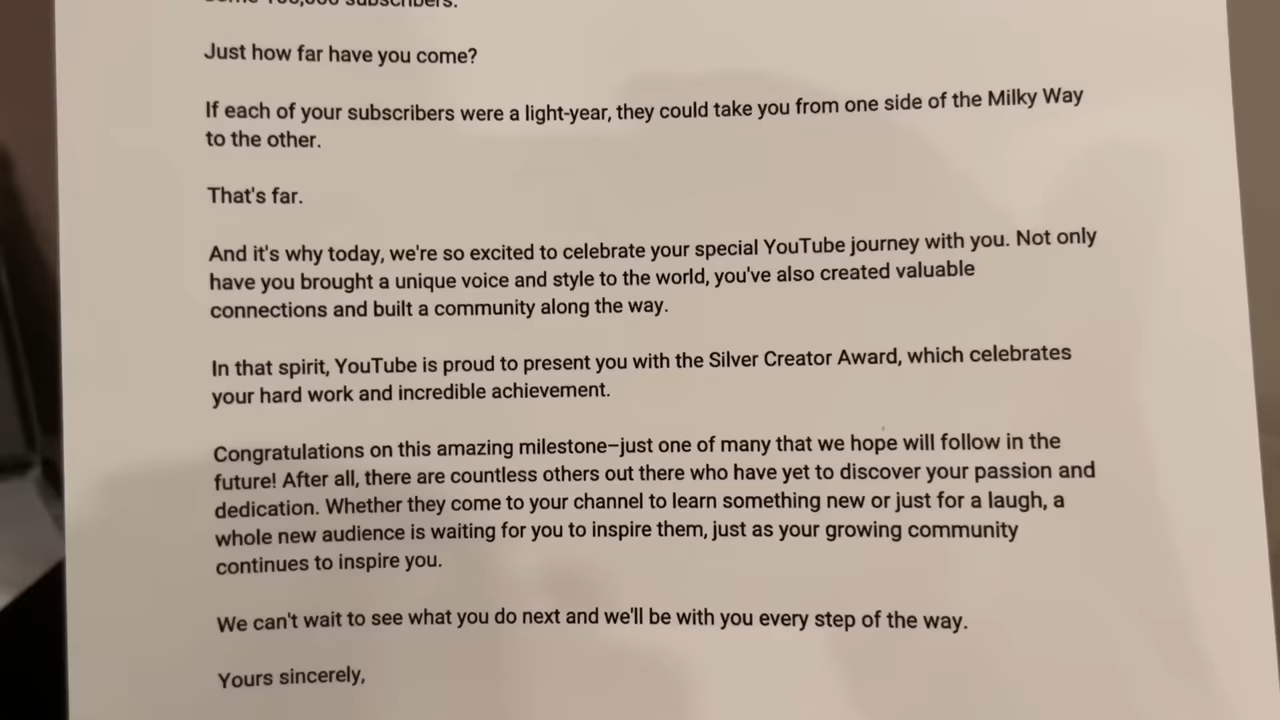 subscribers.
Just how far have you come?
If each of your subscribers were a light-year, they could take you from one side of the Milky Way
to the other.
That's far.
And it's why today, we're so excited to celebrate your special YouTube journey with you. Not only
have you brought a unique voice and style to the world, you've also created valuable
connections and built a community along the way.
In that spirit, YouTube is proud to present you with the Silver Creator Award, which celebrates
your hard work and incredible achievement.
Congratulations on this amazing milestone–just one of many that we hope will follow in the
future! After all, there are countless others out there who have yet to discover your passion and
dedication. Whether they come to your channel to learn something new or just for a laugh, a
whole new audience is waiting for you to inspire them, just as your growing community
continues to inspire you.
We can't wait to see what you do next and we'll be with you every step of the way.
Yours sincerely,